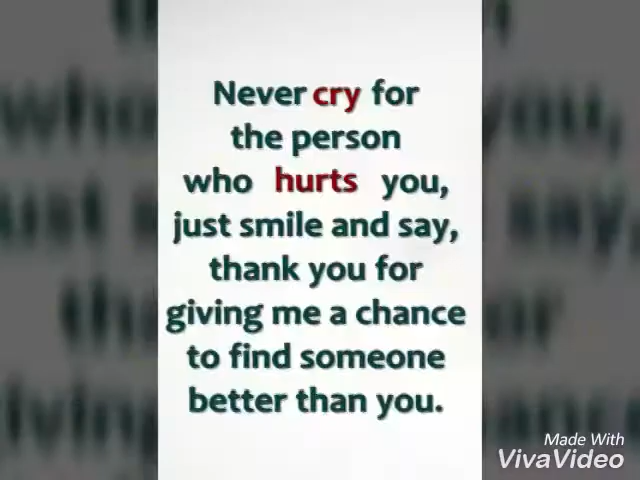 Never cry for
the person
who hurts you,
just smile and say,
thank you for
giving me a chance
to find someone
better than you.
Made With
VivaVideo